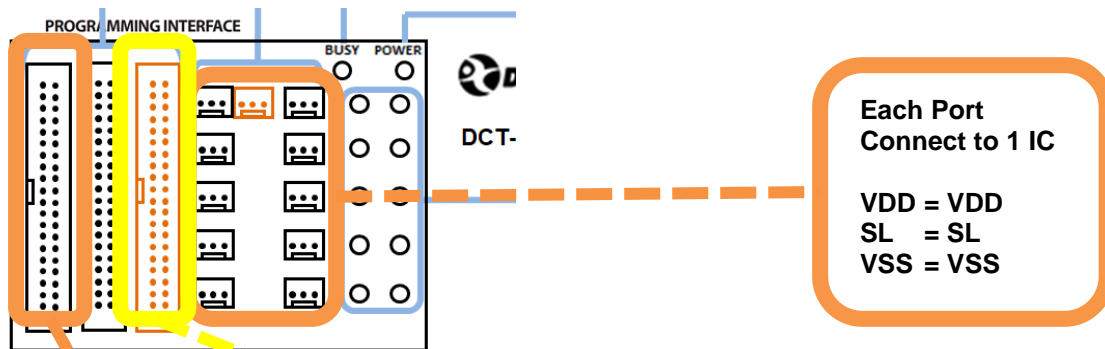 PROGRAMMING INTERFACE
BUSY POWER
DCT-
Each Port
Connect to 1 IC
VDD = VDD
SL = SL
VSS = VSS